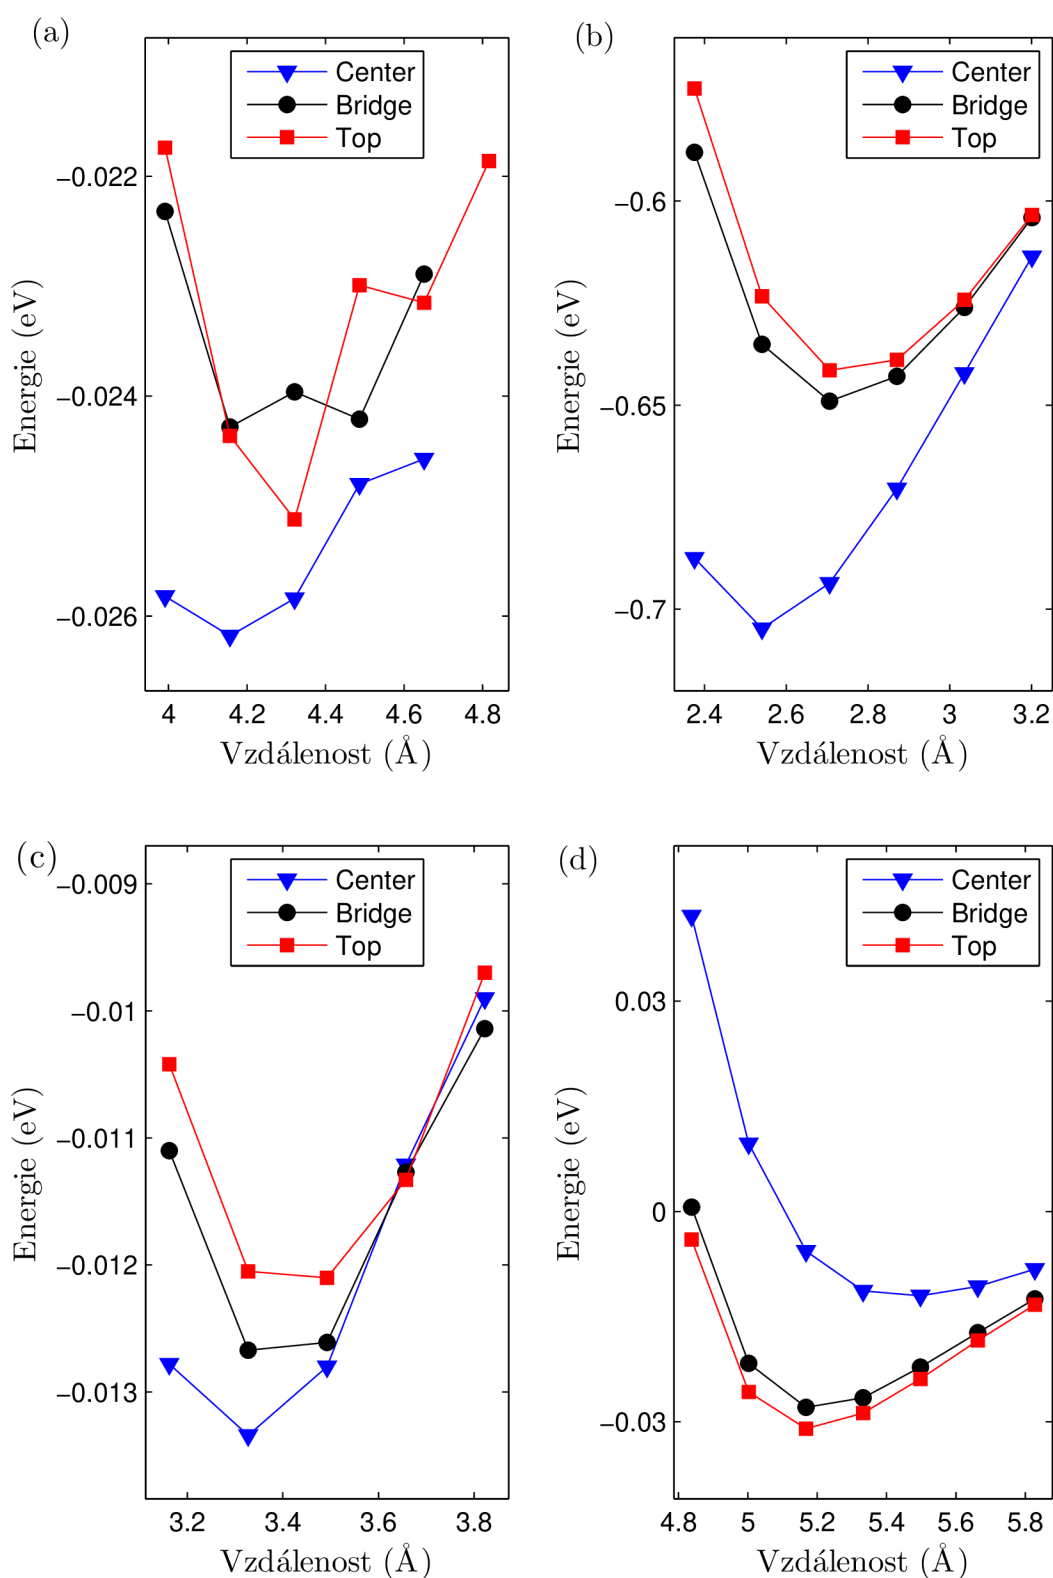 (a)
Center
Bridge
Top
−0.022
−0.024
−0.026
Energie (eV)
4 4.2 4.4 4.6 4.8
Vzdálenost (Å)
(b)
Center
Bridge
Top
−0.6
−0.65
−0.7
Energie (eV)
2.4 2.6 2.8 3 3.2
Vzdálenost (Å)
(c)
Center
Bridge
Top
−0.009
−0.01
−0.011
−0.012
−0.013
Energie (eV)
3.2 3.4 3.6 3.8
Vzdálenost (Å)
(d)
Center
Bridge
Top
0.03
0
−0.03
Energie (eV)
4.8 5 5.2 5.4 5.6 5.8
Vzdálenost (Å)